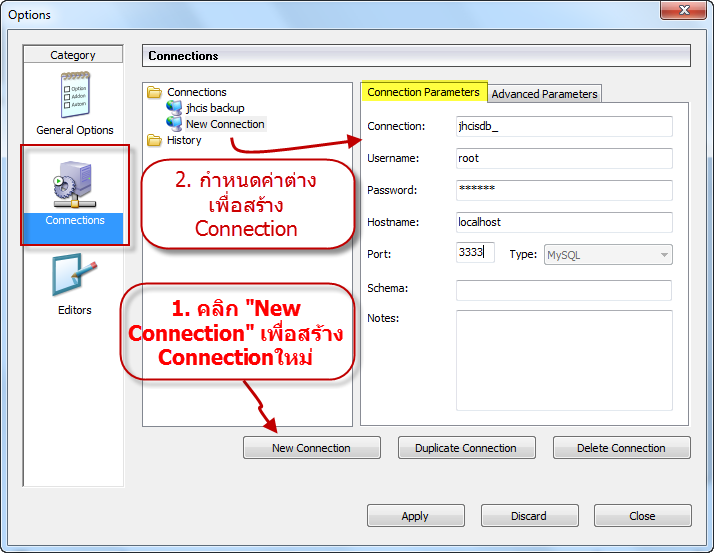 Options
Category
General Options
Connections
Editors
Connections
Connections
jhcis backup
New Connection
History
2. กำหนดค่าต่าง
เพื่อสร้าง
Connection
1. คลิก "New
Connection" เพื่อสร้าง
Connectionใหม่
Connection Parameters
Advanced Parameters
Connection: jhcisdb_
Username: root
Password: ******
Hostname: localhost
Port: 3333 Type: MySQL
Schema:
Notes:
New Connection
Duplicate Connection
Delete Connection
Apply
Discard
Close